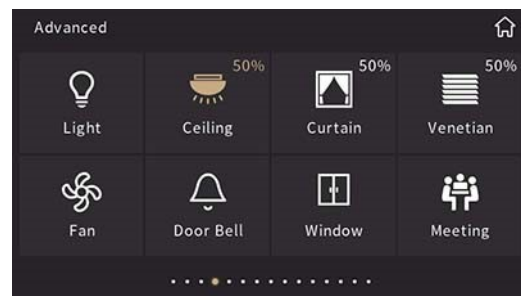 Advanced
50%
50%
50%
Light
Ceiling
Curtain
Venetian
Fan
Door Bell
Window
Meeting